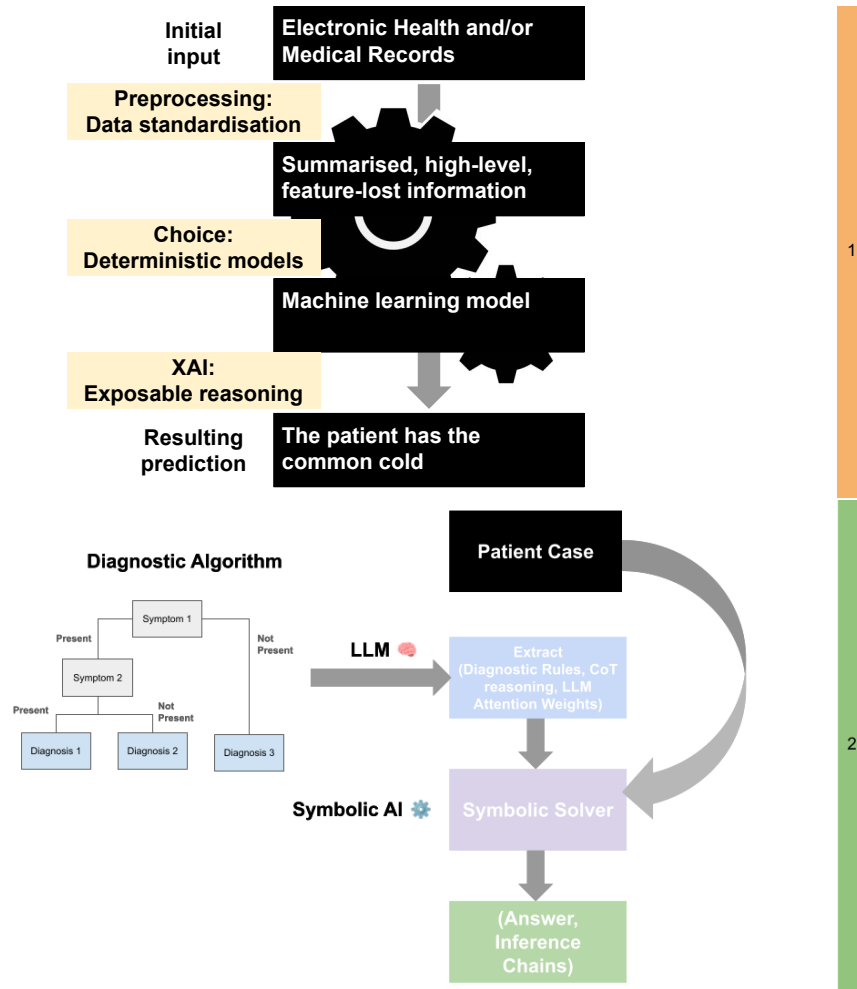 Initial
input
Electronic Health and/or
Medical Records
Preprocessing:
Data standardisation
Summarised, high-level,
feature-lost information
Choice:
Deterministic models
Machine learning model
XAI:
Exposable reasoning
Resulting
prediction
The patient has the
common cold
1
Diagnostic Algorithm
Symptom 1
Present
Not
Present
Symptom 2
Present
Not
Present
Diagnosis 1
Diagnosis 2
Diagnosis 3
LLM
Patient Case
Extract
(Diagnostic Rules, CoT
reasoning, LLM
Attention Weights)
Symbolic AI
Symbolic Solver
(Answer,
Inference
Chains)
2